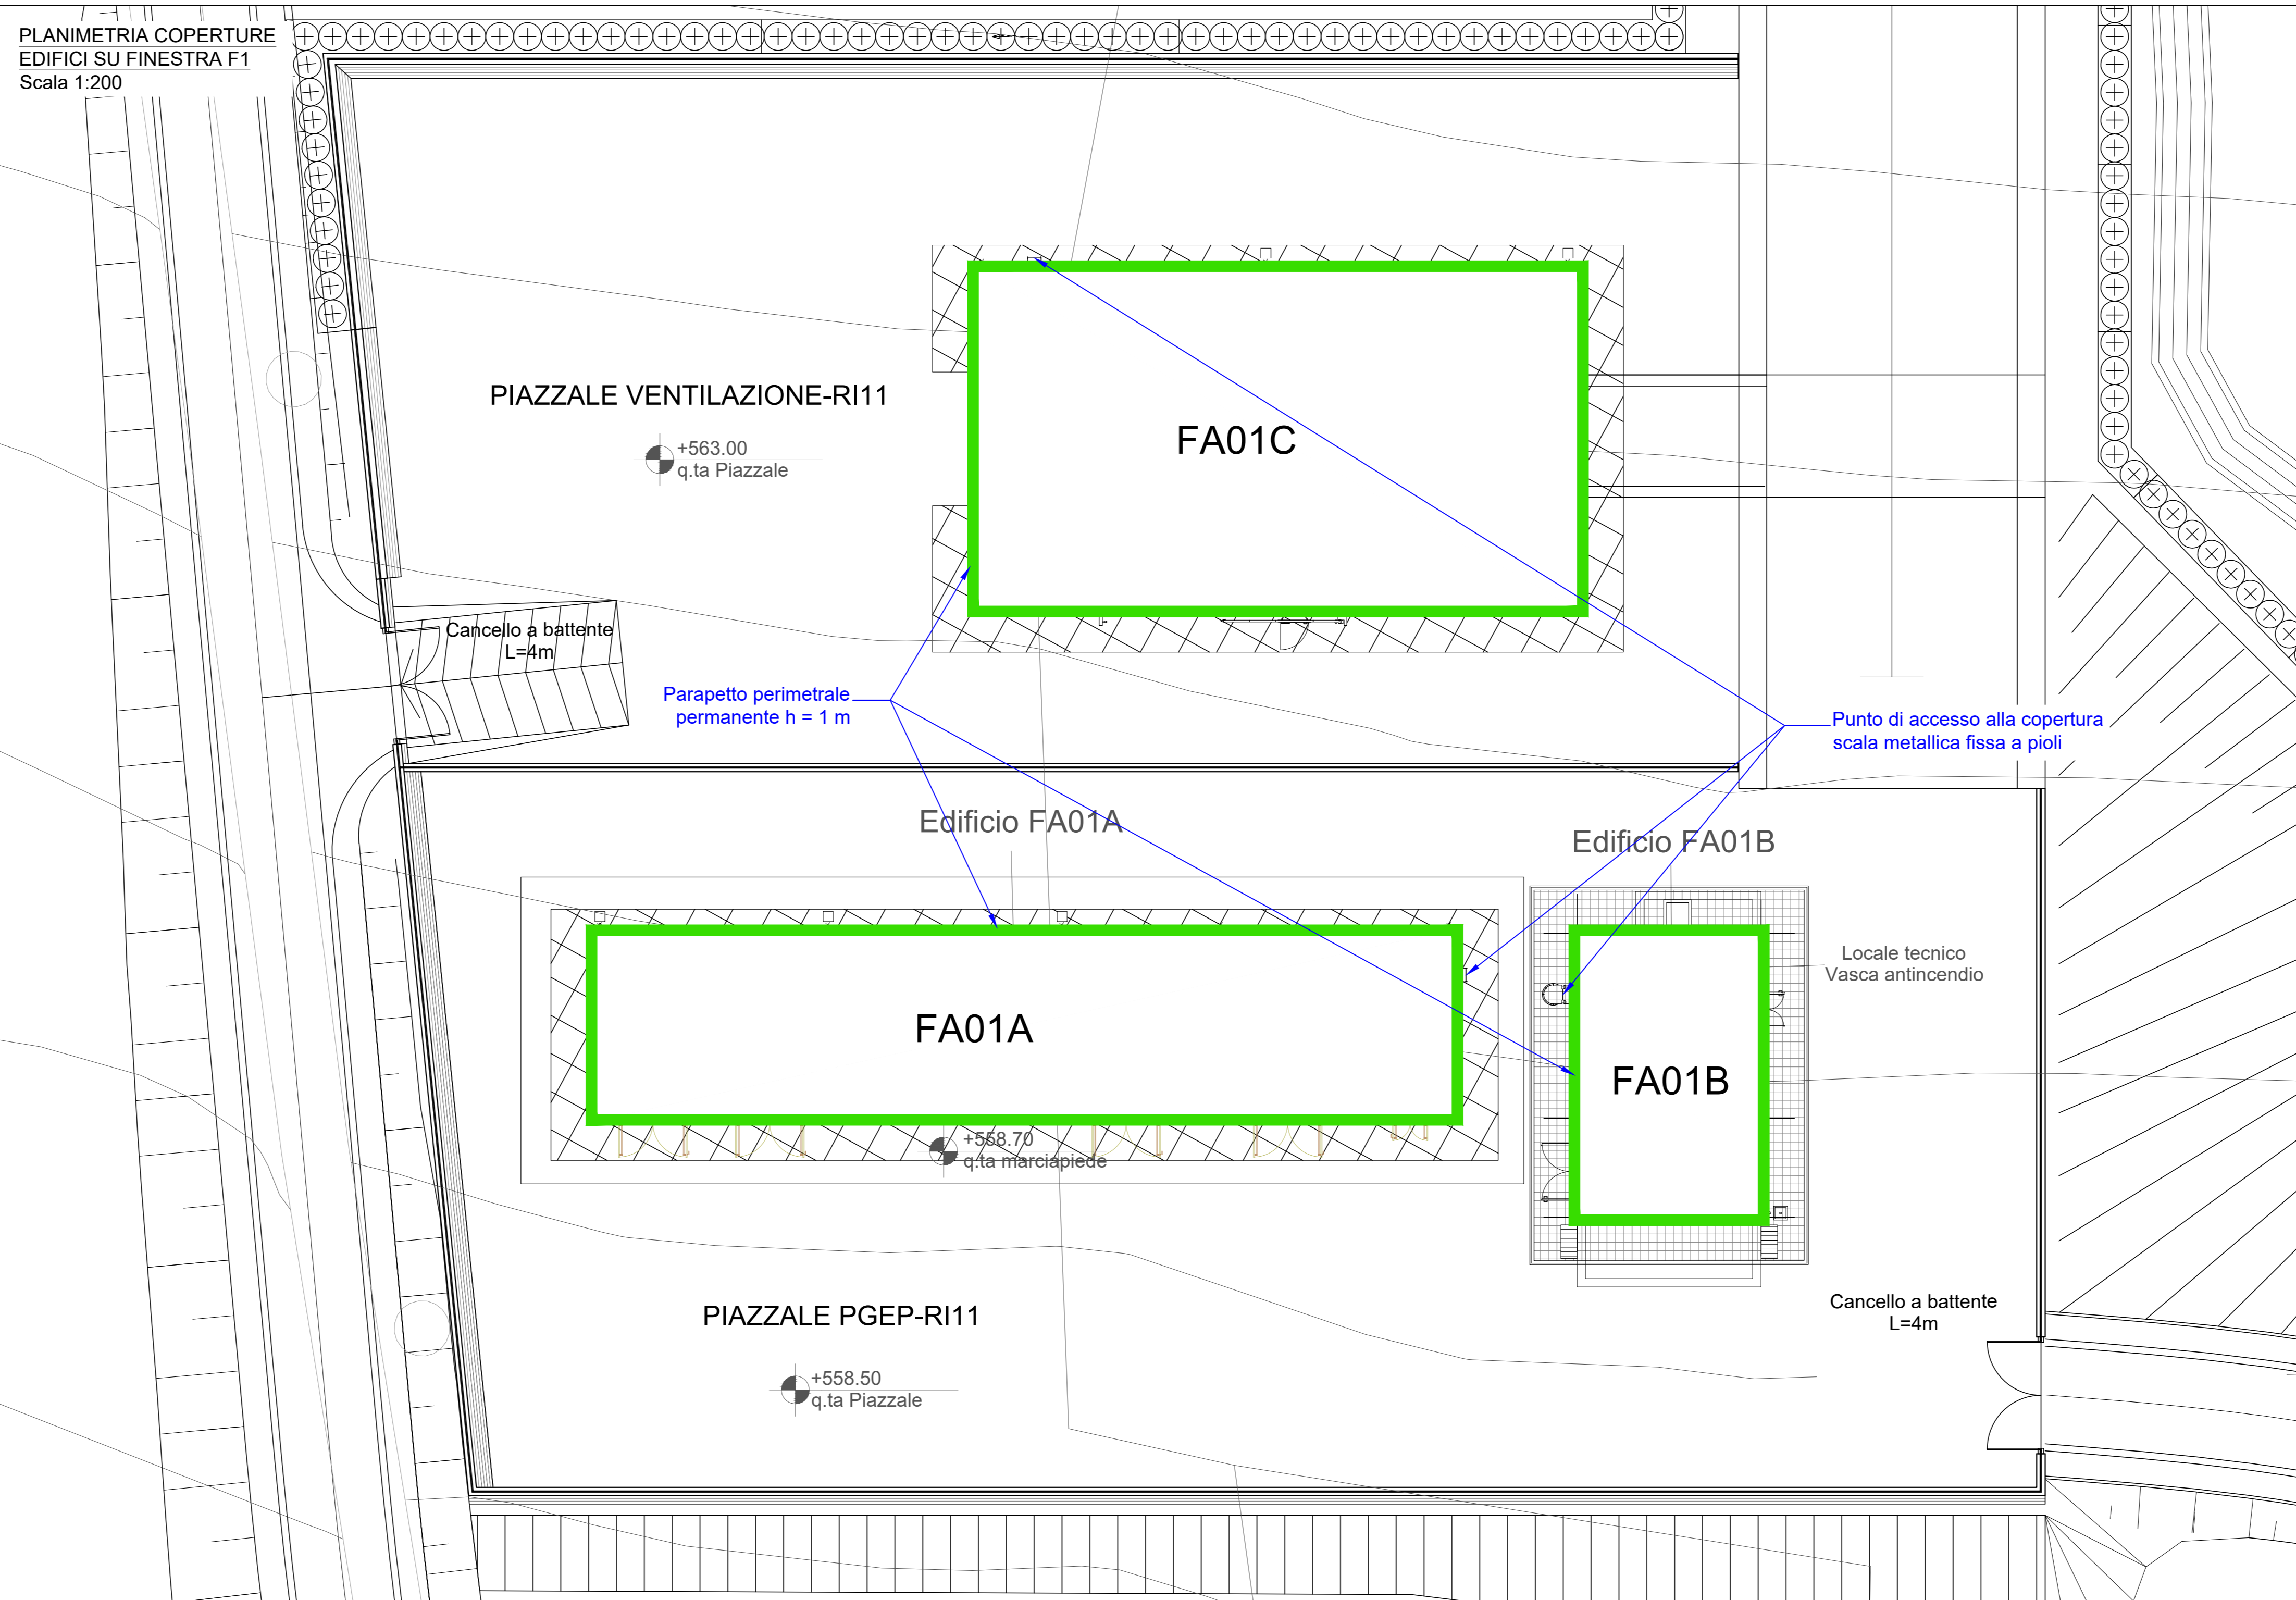 PLANIMETRIA COPERTURE
EDIFICI SU FINESTRA F1
Scala 1:200
PIAZZALE VENTILAZIONE-RI11
+563.00
q.ta Piazzale
FA01C
Cancello a battente
L=4m
Parapetto perimetrale
permanente h = 1 m
Punto di accesso alla copertura
scala metallica fissa a pioli
Edificio FA01A
Edificio FA01B
Locale tecnico
Vasca antincendio
FA01A
FA01B
+558.70
q.ta marciapiede
PIAZZALE PGEP-RI11
Cancello a battente
L=4m
+558.50
q.ta Piazzale